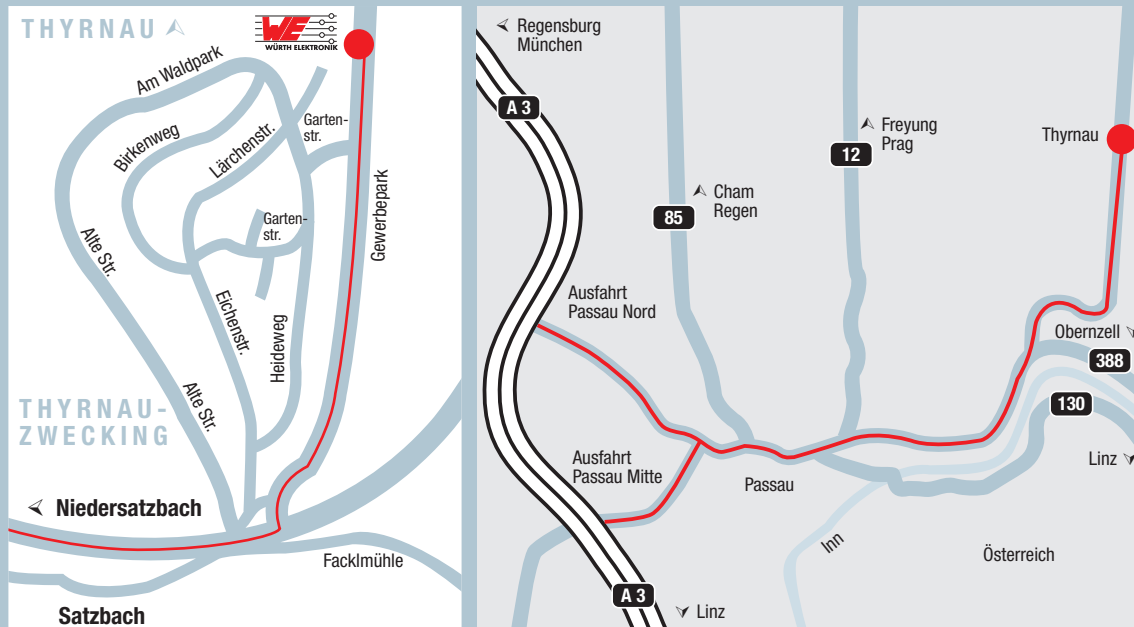 THYRNAU
WE
WÜRTH ELEKTRONIK
Am Waldpark
Birkenweg
Lärchenstr.
Garten-
str.
Garten-
str.
Gewerbepark
Alte Str.
Eichenstr.
Heideweg
Alte Str.
THYRNAU-
ZWECKING
Niedersatzbach
Facklmühle
Satzbach
Regensburg
München
A 3
Freyung
Prag
12
Thyrnau
Cham
Regen
85
Ausfahrt
Passau Nord
Obernzell
388
130
Ausfahrt
Passau Mitte
Passau
Linz
Inn
Österreich
A 3
Linz